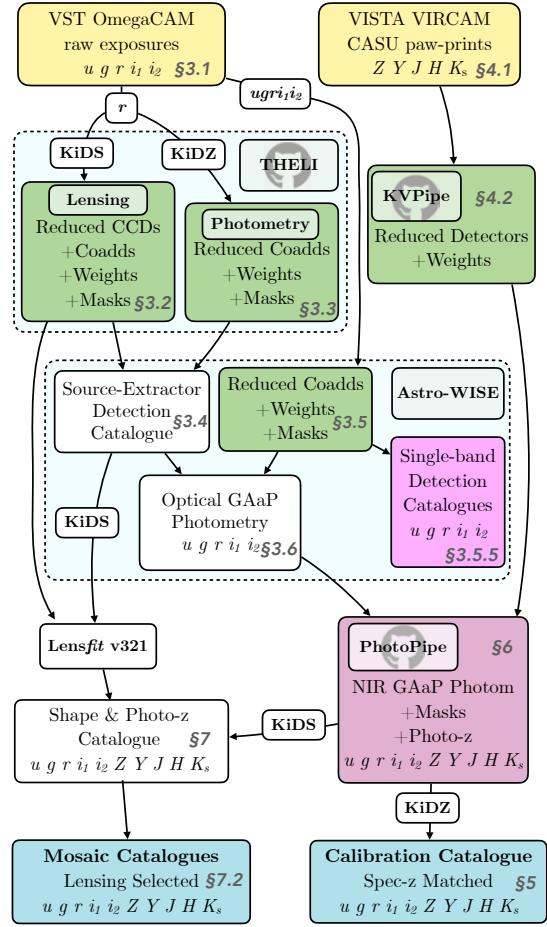 VST OmegaCAM
raw exposures
u g r i₁ i₂ §3.1
VISTA VIRCAM
CASU paw-prints
Z Y J H Kₛ §4.1
r
ugri₁i₂
KiDS
KiDZ
THELI
Lensing
Reduced CCDs
+Coadds
+Weights
+Masks §3.2
Photometry
Reduced Coadds
+Weights
+Masks
§3.3
KVPipe §4.2
Reduced Detectors
+Weights
Source-Extractor
Detection
Catalogue §3.4
Reduced Coadds
+Weights
+Masks §3.5
Astro-WISE
Single-band
Detection
Catalogues
u g r i₁ i₂
§3.5.5
Optical GAaP
Photometry
u g r i₁ i₂ §3.6
KiDS
Lensfit v321
PhotoPipe §6
NIR GAaP Photom
+Masks
+Photo-z
u g r i₁ i₂ Z Y J H Kₛ
Shape & Photo-z
Catalogue §7
u g r i₁ i₂ Z Y J H Kₛ
KiDS
KiDZ
Mosaic Catalogues
Lensing Selected §7.2
u g r i₁ i₂ Z Y J H Kₛ
Calibration Catalogue
Spec-z Matched §5
u g r i₁ i₂ Z Y J H Kₛ